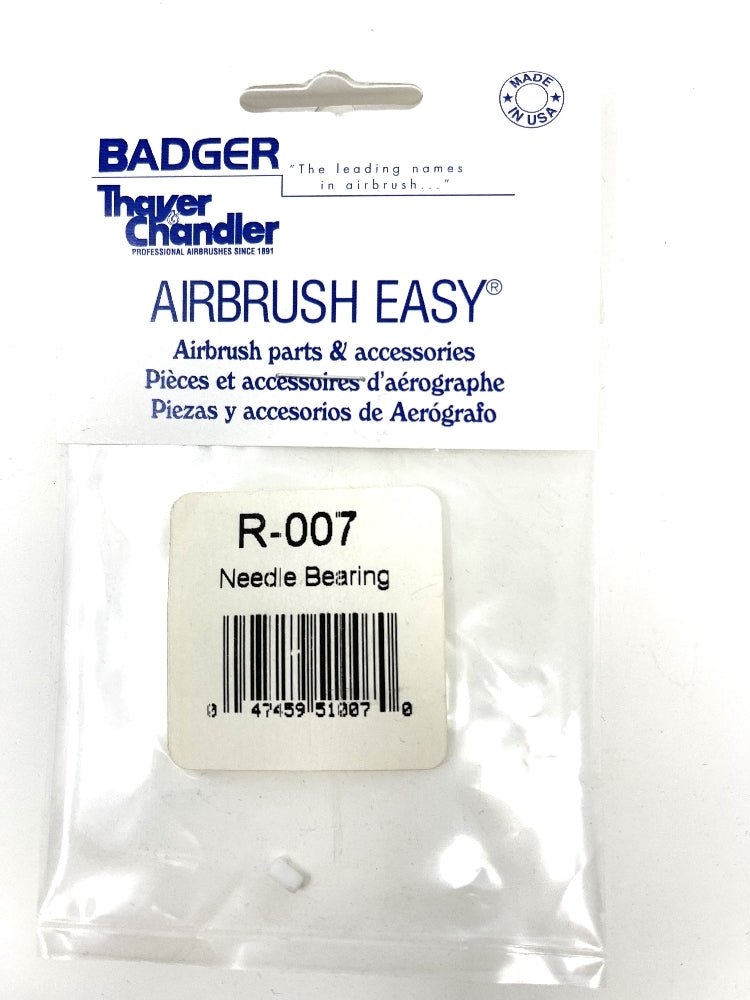 MADE
IN USA
BADGER
"The leading names
in airbrush..."
Thayer
& Chandler
PROFESSIONAL AIRBRUSHES SINCE 1891
AIRBRUSH EASY®
Airbrush parts & accessories
Pièces et accessoires d'aérographe
Piezas y accesorios de Aerógrafo
R-007
Needle Bearing
0 47459 51007 0